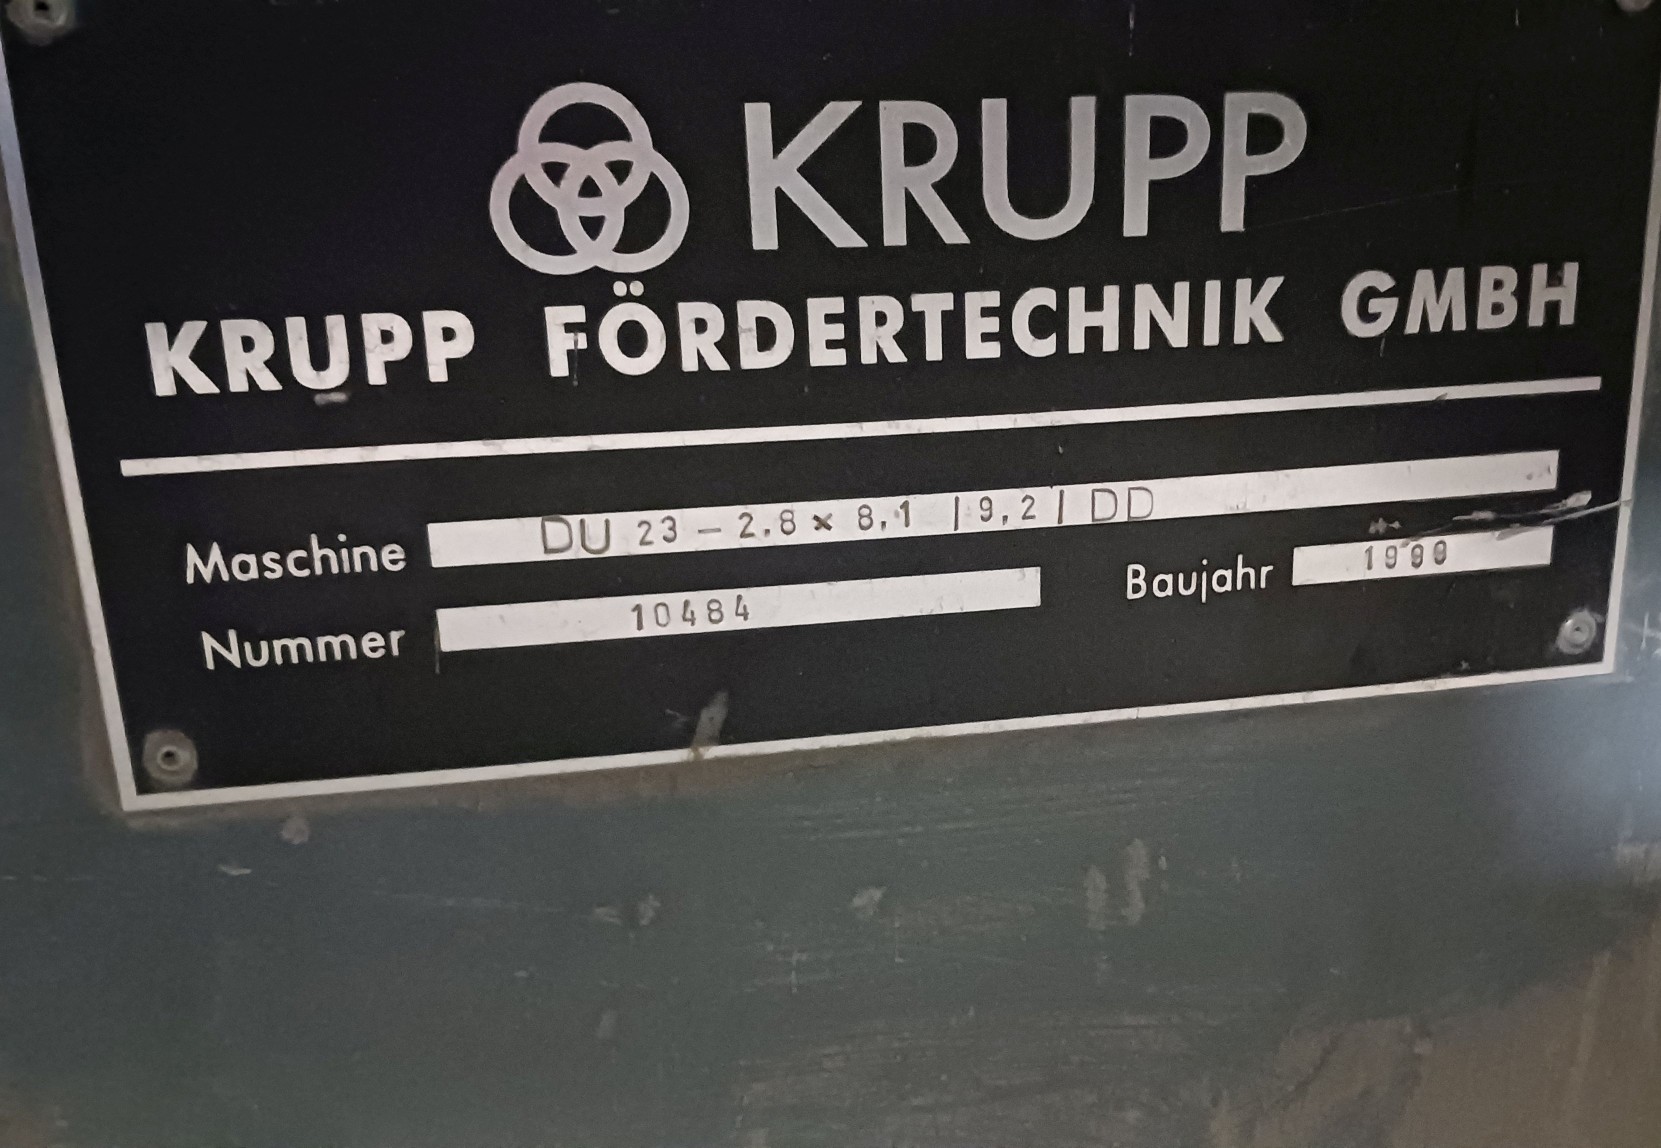 KRUPP
KRUPP FÖRDERTECHNIK GMBH
Maschine DU 23 - 2,8 x 8,1 | 9,2 | DD
Nummer 10484
Baujahr